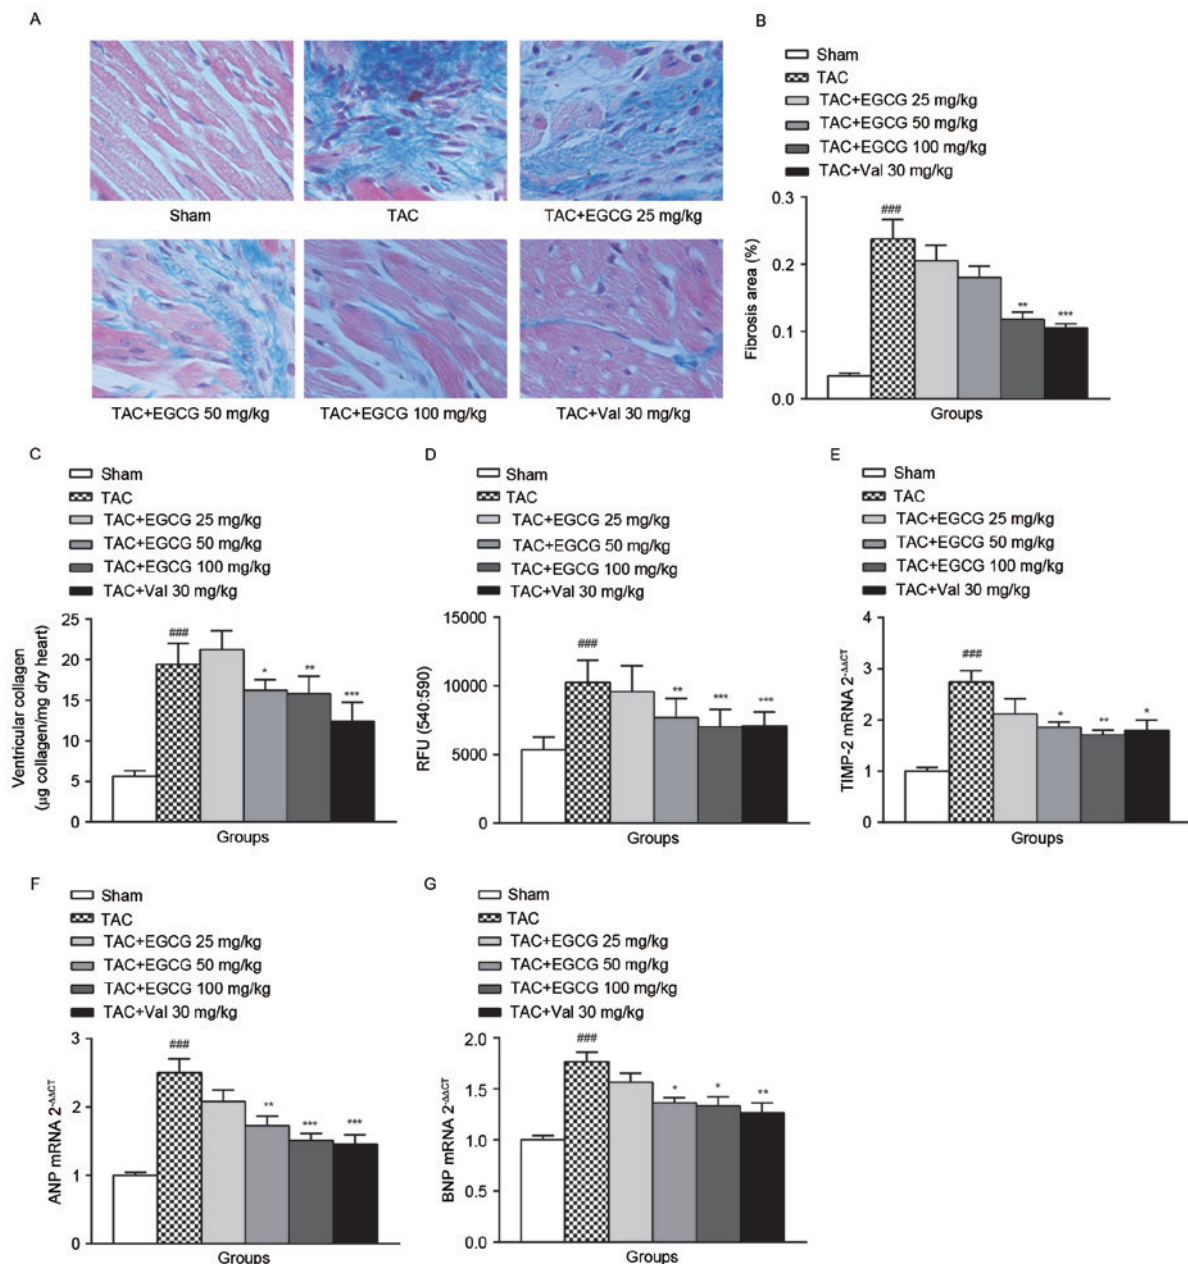 A
Sham
TAC
TAC+EGCG 25 mg/kg
TAC+EGCG 50 mg/kg
TAC+EGCG 100 mg/kg
TAC+Val 30 mg/kg
B
Sham
TAC
TAC+EGCG 25 mg/kg
TAC+EGCG 50 mg/kg
TAC+EGCG 100 mg/kg
TAC+Val 30 mg/kg
Fibrosis area (%)
0.3
0.2
0.1
0.0
###
**
***
Groups
C
Sham
TAC
TAC+EGCG 25 mg/kg
TAC+EGCG 50 mg/kg
TAC+EGCG 100 mg/kg
TAC+Val 30 mg/kg
Ventricular collagen
(μg collagen/mg dry heart)
25
20
15
10
5
0
###
*
**
***
Groups
D
Sham
TAC
TAC+EGCG 25 mg/kg
TAC+EGCG 50 mg/kg
TAC+EGCG 100 mg/kg
TAC+Val 30 mg/kg
RFU (540:590)
15000
10000
5000
0
###
**
***
***
Groups
E
Sham
TAC
TAC+EGCG 25 mg/kg
TAC+EGCG 50 mg/kg
TAC+EGCG 100 mg/kg
TAC+Val 30 mg/kg
TIMP-2 mRNA 2-ΔΔCT
4
3
2
1
0
###
*
**
*
Groups
F
Sham
TAC
TAC+EGCG 25 mg/kg
TAC+EGCG 50 mg/kg
TAC+EGCG 100 mg/kg
TAC+Val 30 mg/kg
ANP mRNA 2-ΔΔCT
3
2
1
0
###
**
***
***
Groups
G
Sham
TAC
TAC+EGCG 25 mg/kg
TAC+EGCG 50 mg/kg
TAC+EGCG 100 mg/kg
TAC+Val 30 mg/kg
BNP mRNA 2-ΔΔCT
2.0
1.5
1.0
0.5
0.0
###
*
*
**
Groups